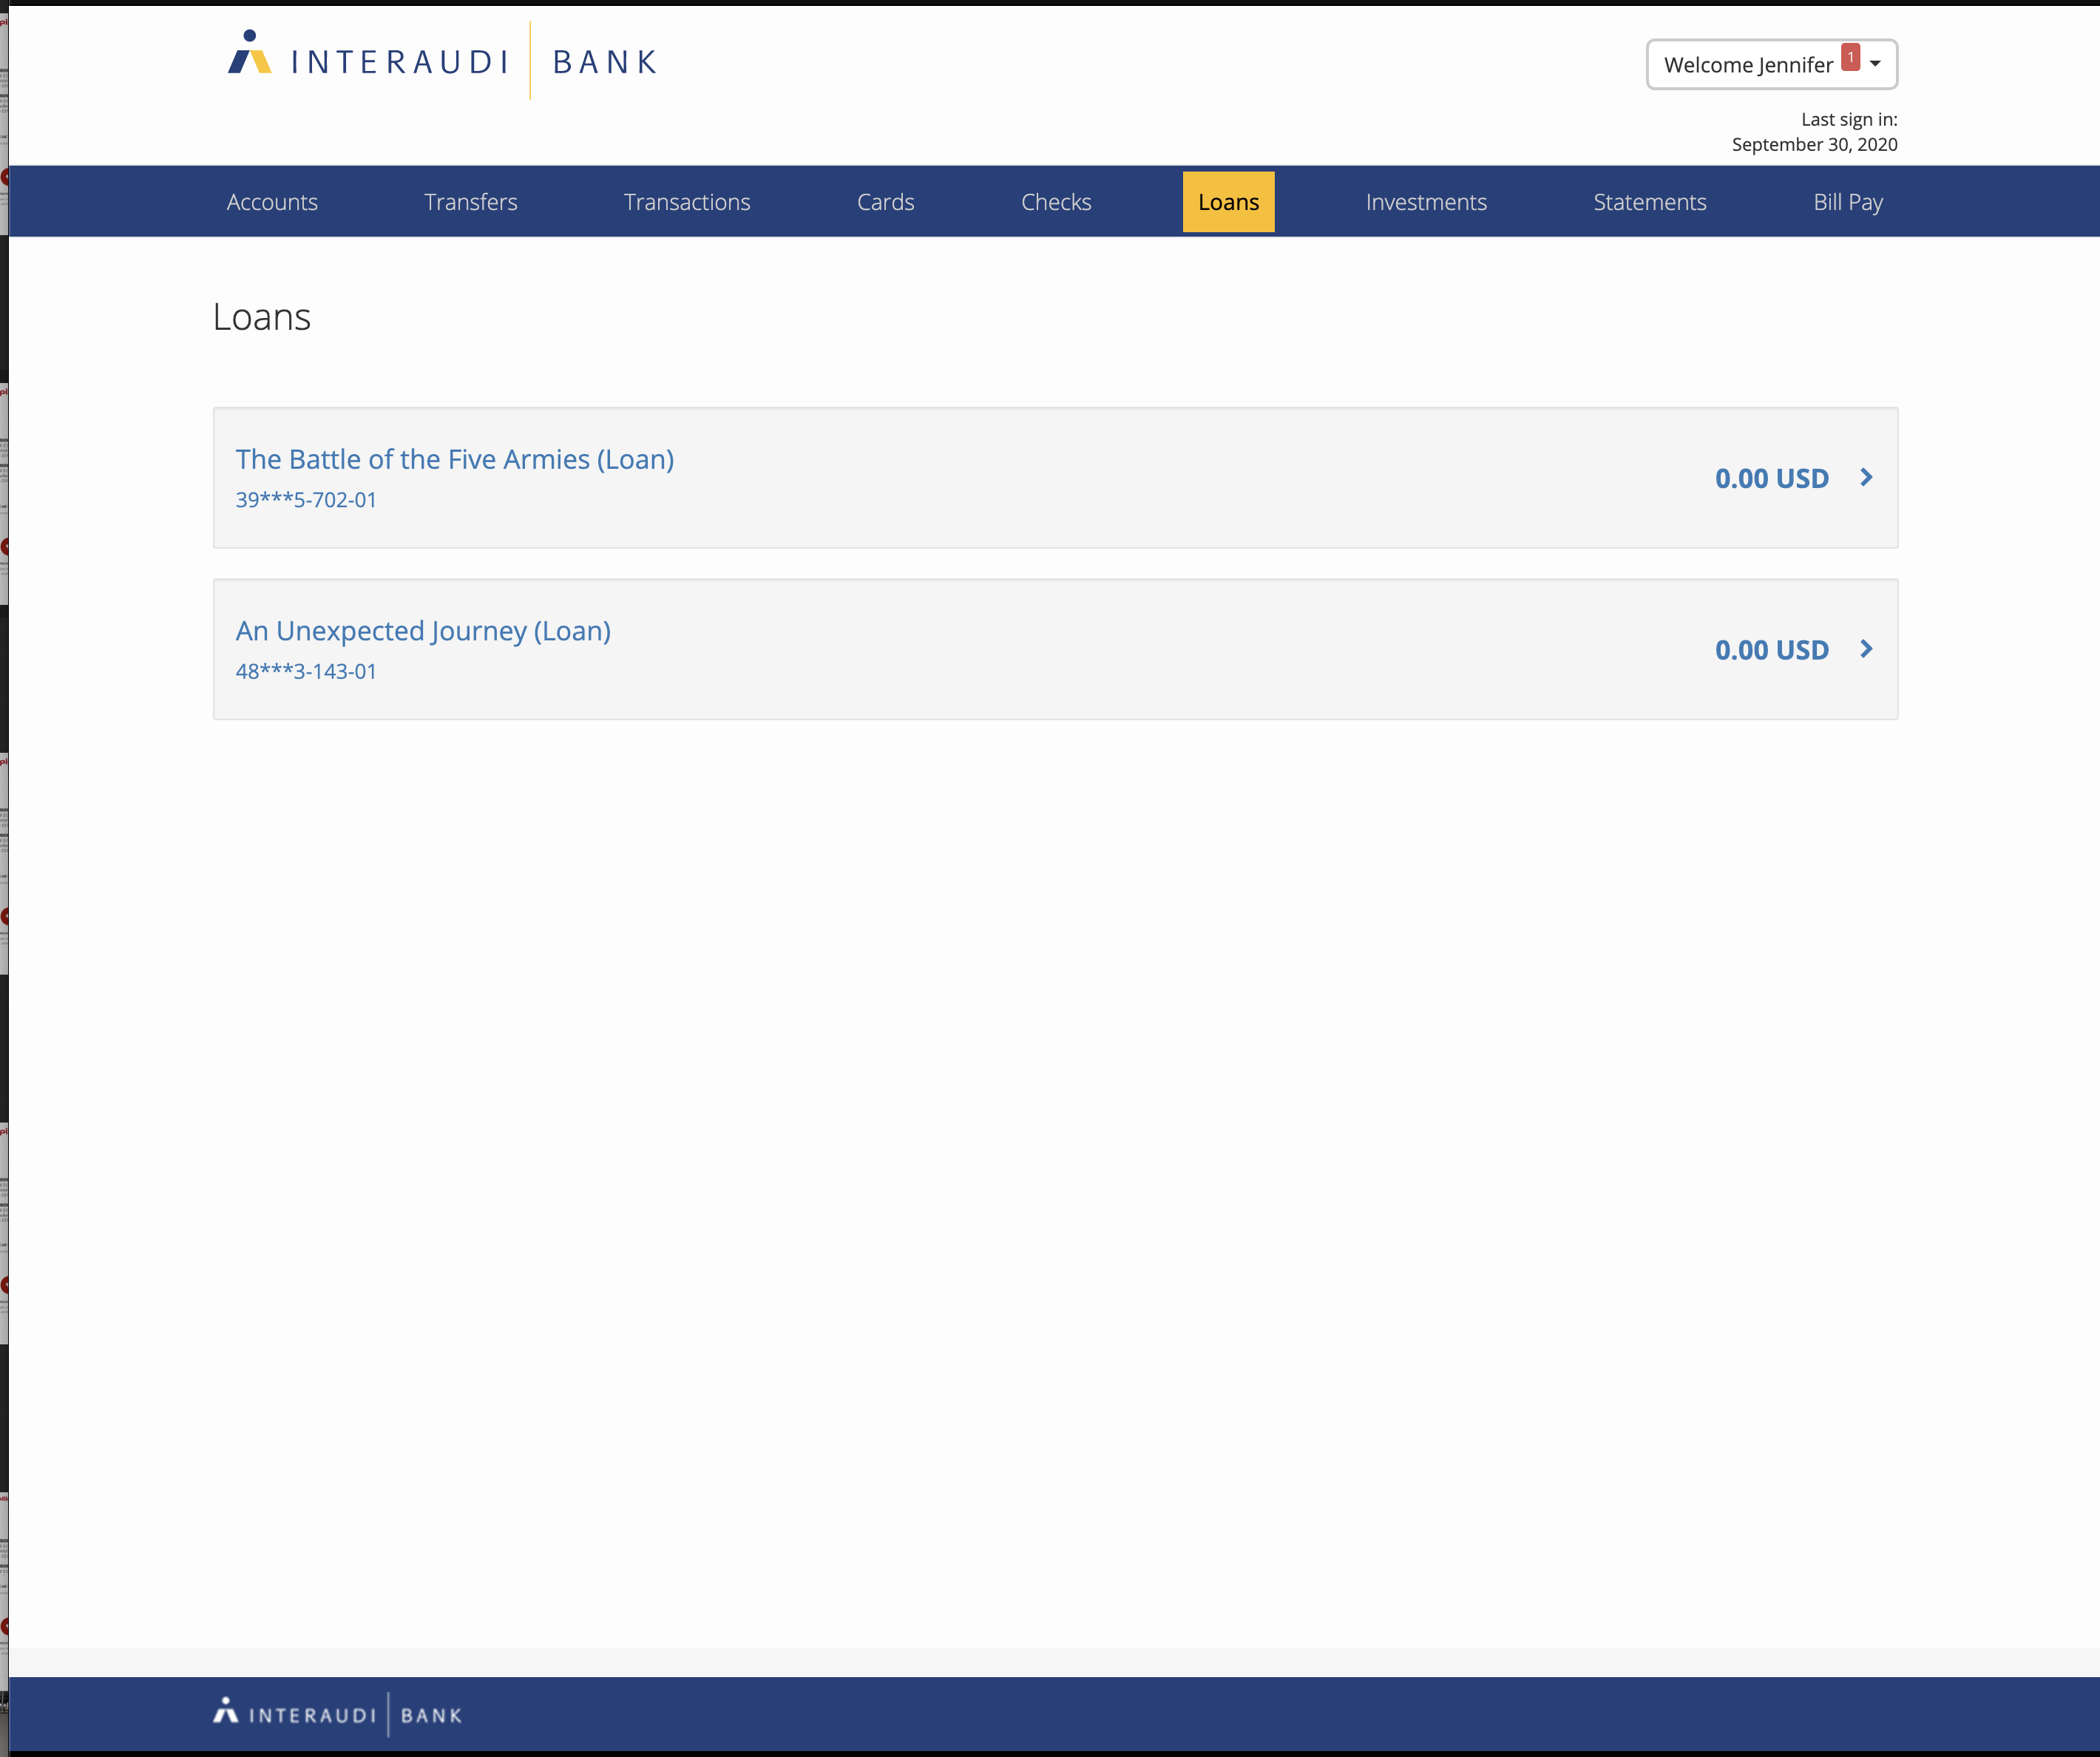 INTERAUDI BANK
Welcome Jennifer 1
Last sign in:
September 30, 2020
Accounts Transfers Transactions Cards Checks Loans Investments Statements Bill Pay
Loans
The Battle of the Five Armies (Loan)
39***5-702-01
0.00 USD
An Unexpected Journey (Loan)
48***3-143-01
0.00 USD
INTERAUDI BANK